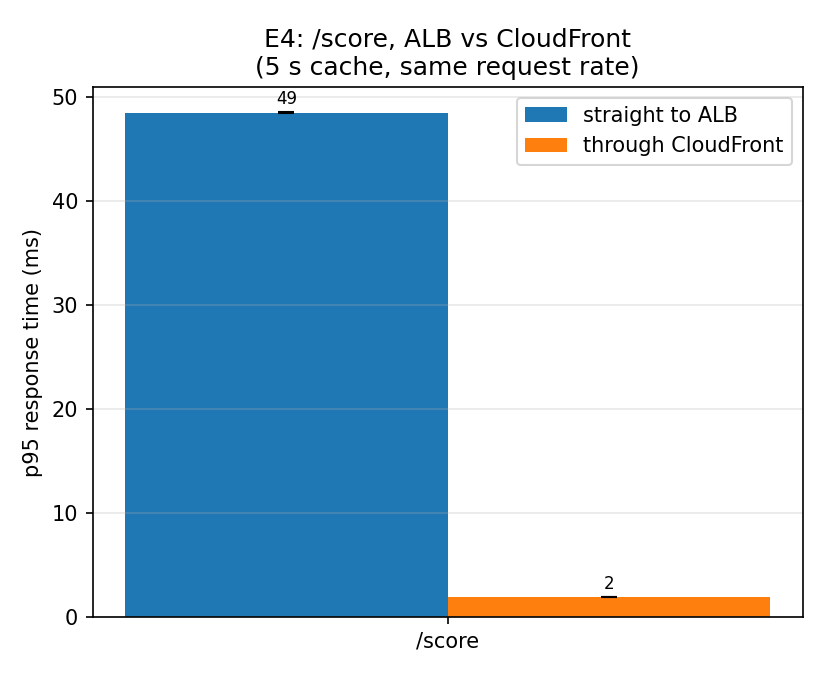 E4: /score, ALB vs CloudFront
(5 s cache, same request rate)
49
straight to ALB
through CloudFront
2
p95 response time (ms)
50
40
30
20
10
0
/score